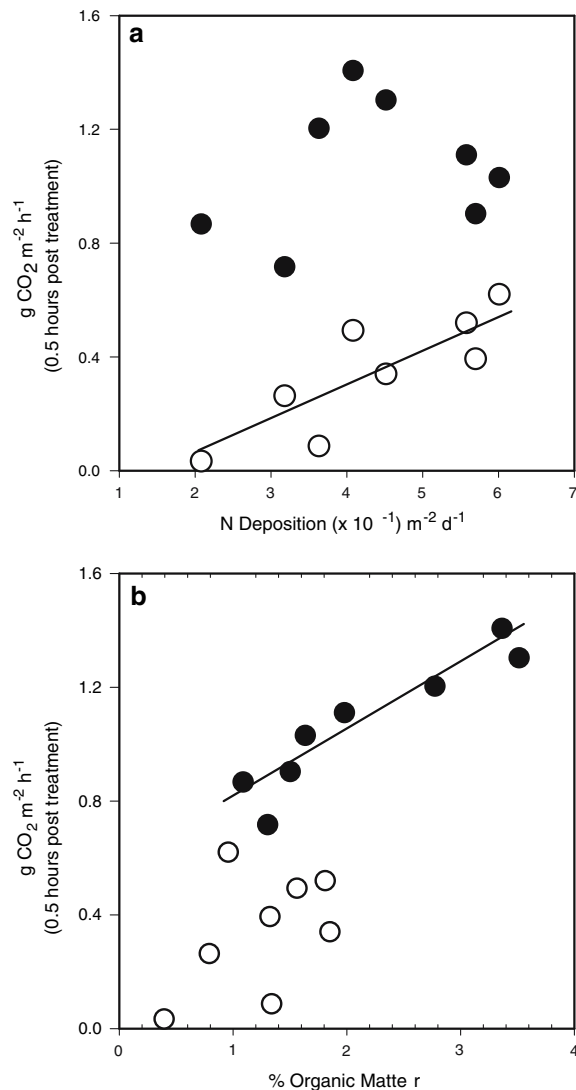 a
1.6
1.2
0.8
0.4
0.0
g CO2 m-2 h-1
(0.5 hours post treatment)
1 2 3 4 5 6 7
N Deposition (x 10 -1) m-2 d-1
b
1.6
1.2
0.8
0.4
0.0
g CO2 m-2 h-1
(0.5 hours post treatment)
0 1 2 3 4
% Organic Matte r